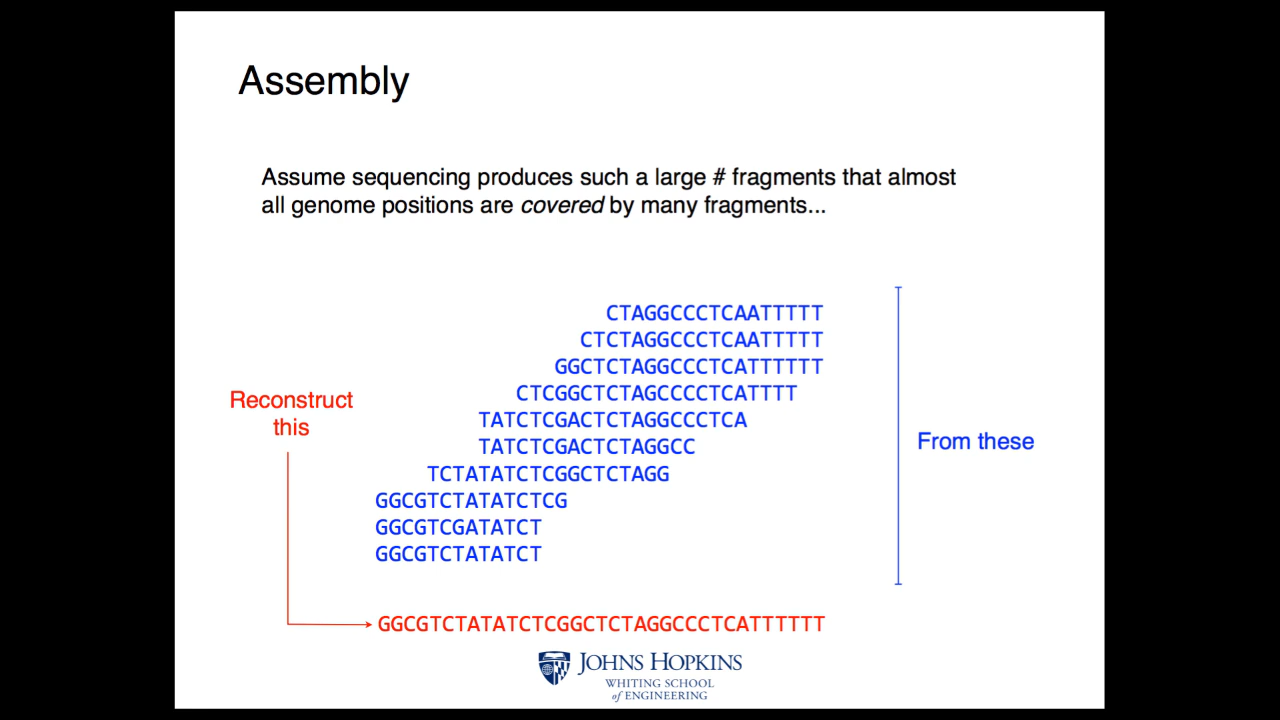 Assembly
Assume sequencing produces such a large # fragments that almost
all genome positions are covered by many fragments...
CTAGGCCCTCAATTTTT
CTCTAGGCCCTCAATTTTT
GGCTCTAGGCCCTCATTTTTT
CTCGGCTCTAGCCCCTCATTTT
TATCTCGACTCTAGGCCCTCA
TATCTCGACTCTAGGCC
TCTATATCTCGGCTCTAGG
GGCGTCTATATCTCG
GGCGTCGATATCT
GGCGTCTATATCT
Reconstruct
this
From these
GGCGTCTATATCTCGGCTCTAGGCCCTCATTTTTT
JOHNS HOPKINS
WHITING SCHOOL
of ENGINEERING